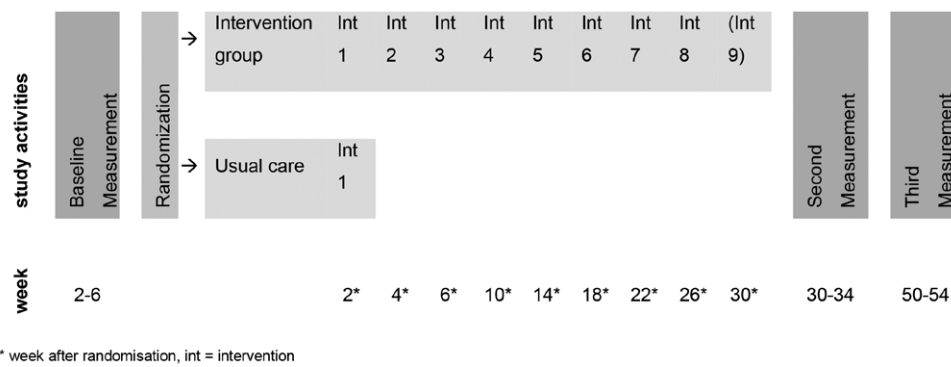 study activities
Baseline
Measurement
Randomization
→ Intervention group
Int 1
Int 2
Int 3
Int 4
Int 5
Int 6
Int 7
Int 8
(Int 9)
→ Usual care
Int 1
Second
Measurement
Third
Measurement
week
2-6 2* 4* 6* 10* 14* 18* 22* 26* 30* 30-34 50-54
* week after randomisation, int = intervention